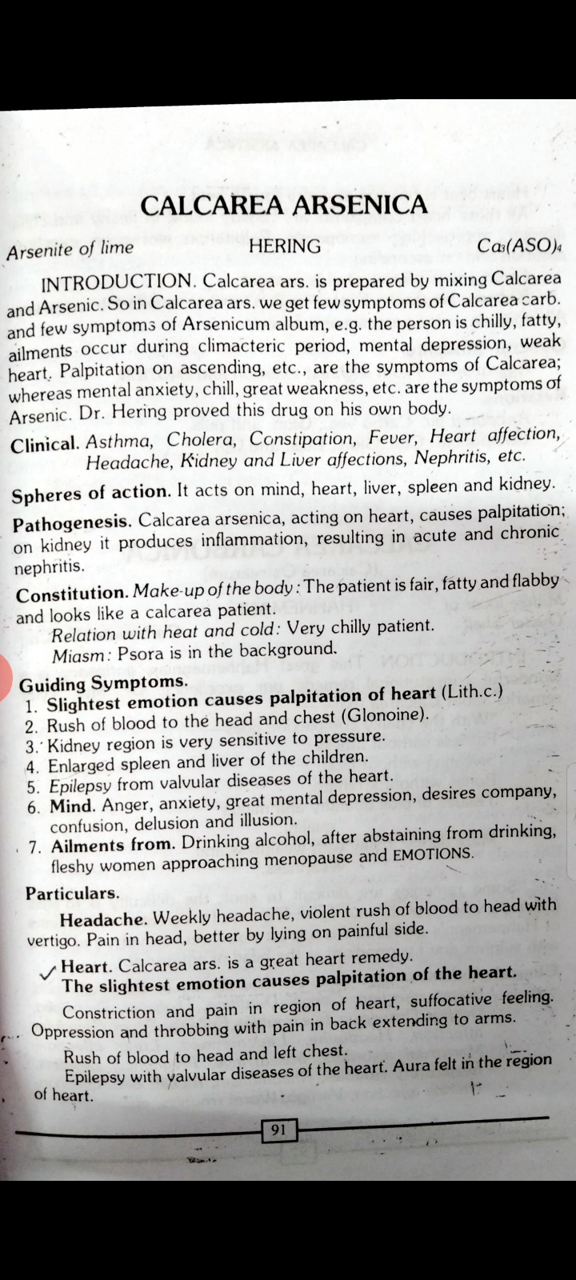 CALCAREA ARSENICA
Arsenite of lime HERING Ca₃(ASO)₄
INTRODUCTION. Calcarea ars. is prepared by mixing Calcarea
and Arsenic. So in Calcarea ars. we get few symptoms of Calcarea carb.
and few symptoms of Arsenicum album, e.g. the person is chilly, fatty,
ailments occur during climacteric period, mental depression, weak
heart. Palpitation on ascending, etc., are the symptoms of Calcarea;
whereas mental anxiety, chill, great weakness, etc. are the symptoms of
Arsenic. Dr. Hering proved this drug on his own body.
Clinical. Asthma, Cholera, Constipation, Fever, Heart affection,
Headache, Kidney and Liver affections, Nephritis, etc.
Spheres of action. It acts on mind, heart, liver, spleen and kidney.
Pathogenesis. Calcarea arsenica, acting on heart, causes palpitation;
on kidney it produces inflammation, resulting in acute and chronic
nephritis.
Constitution. Make-up of the body : The patient is fair, fatty and flabby
and looks like a calcarea patient.
Relation with heat and cold : Very chilly patient.
Miasm : Psora is in the background.
Guiding Symptoms.
1. Slightest emotion causes palpitation of heart (Lith.c.)
2. Rush of blood to the head and chest (Glonoine).
3. Kidney region is very sensitive to pressure.
4. Enlarged spleen and liver of the children.
5. Epilepsy from valvular diseases of the heart.
6. Mind. Anger, anxiety, great mental depression, desires company,
confusion, delusion and illusion.
7. Ailments from. Drinking alcohol, after abstaining from drinking,
fleshy women approaching menopause and EMOTIONS.
Particulars.
Headache. Weekly headache, violent rush of blood to head with
vertigo. Pain in head, better by lying on painful side.
✓ Heart. Calcarea ars. is a great heart remedy.
The slightest emotion causes palpitation of the heart.
Constriction and pain in region of heart, suffocative feeling.
Oppression and throbbing with pain in back extending to arms.
Rush of blood to head and left chest.
Epilepsy with valvular diseases of the heart. Aura felt in the region
of heart.
91